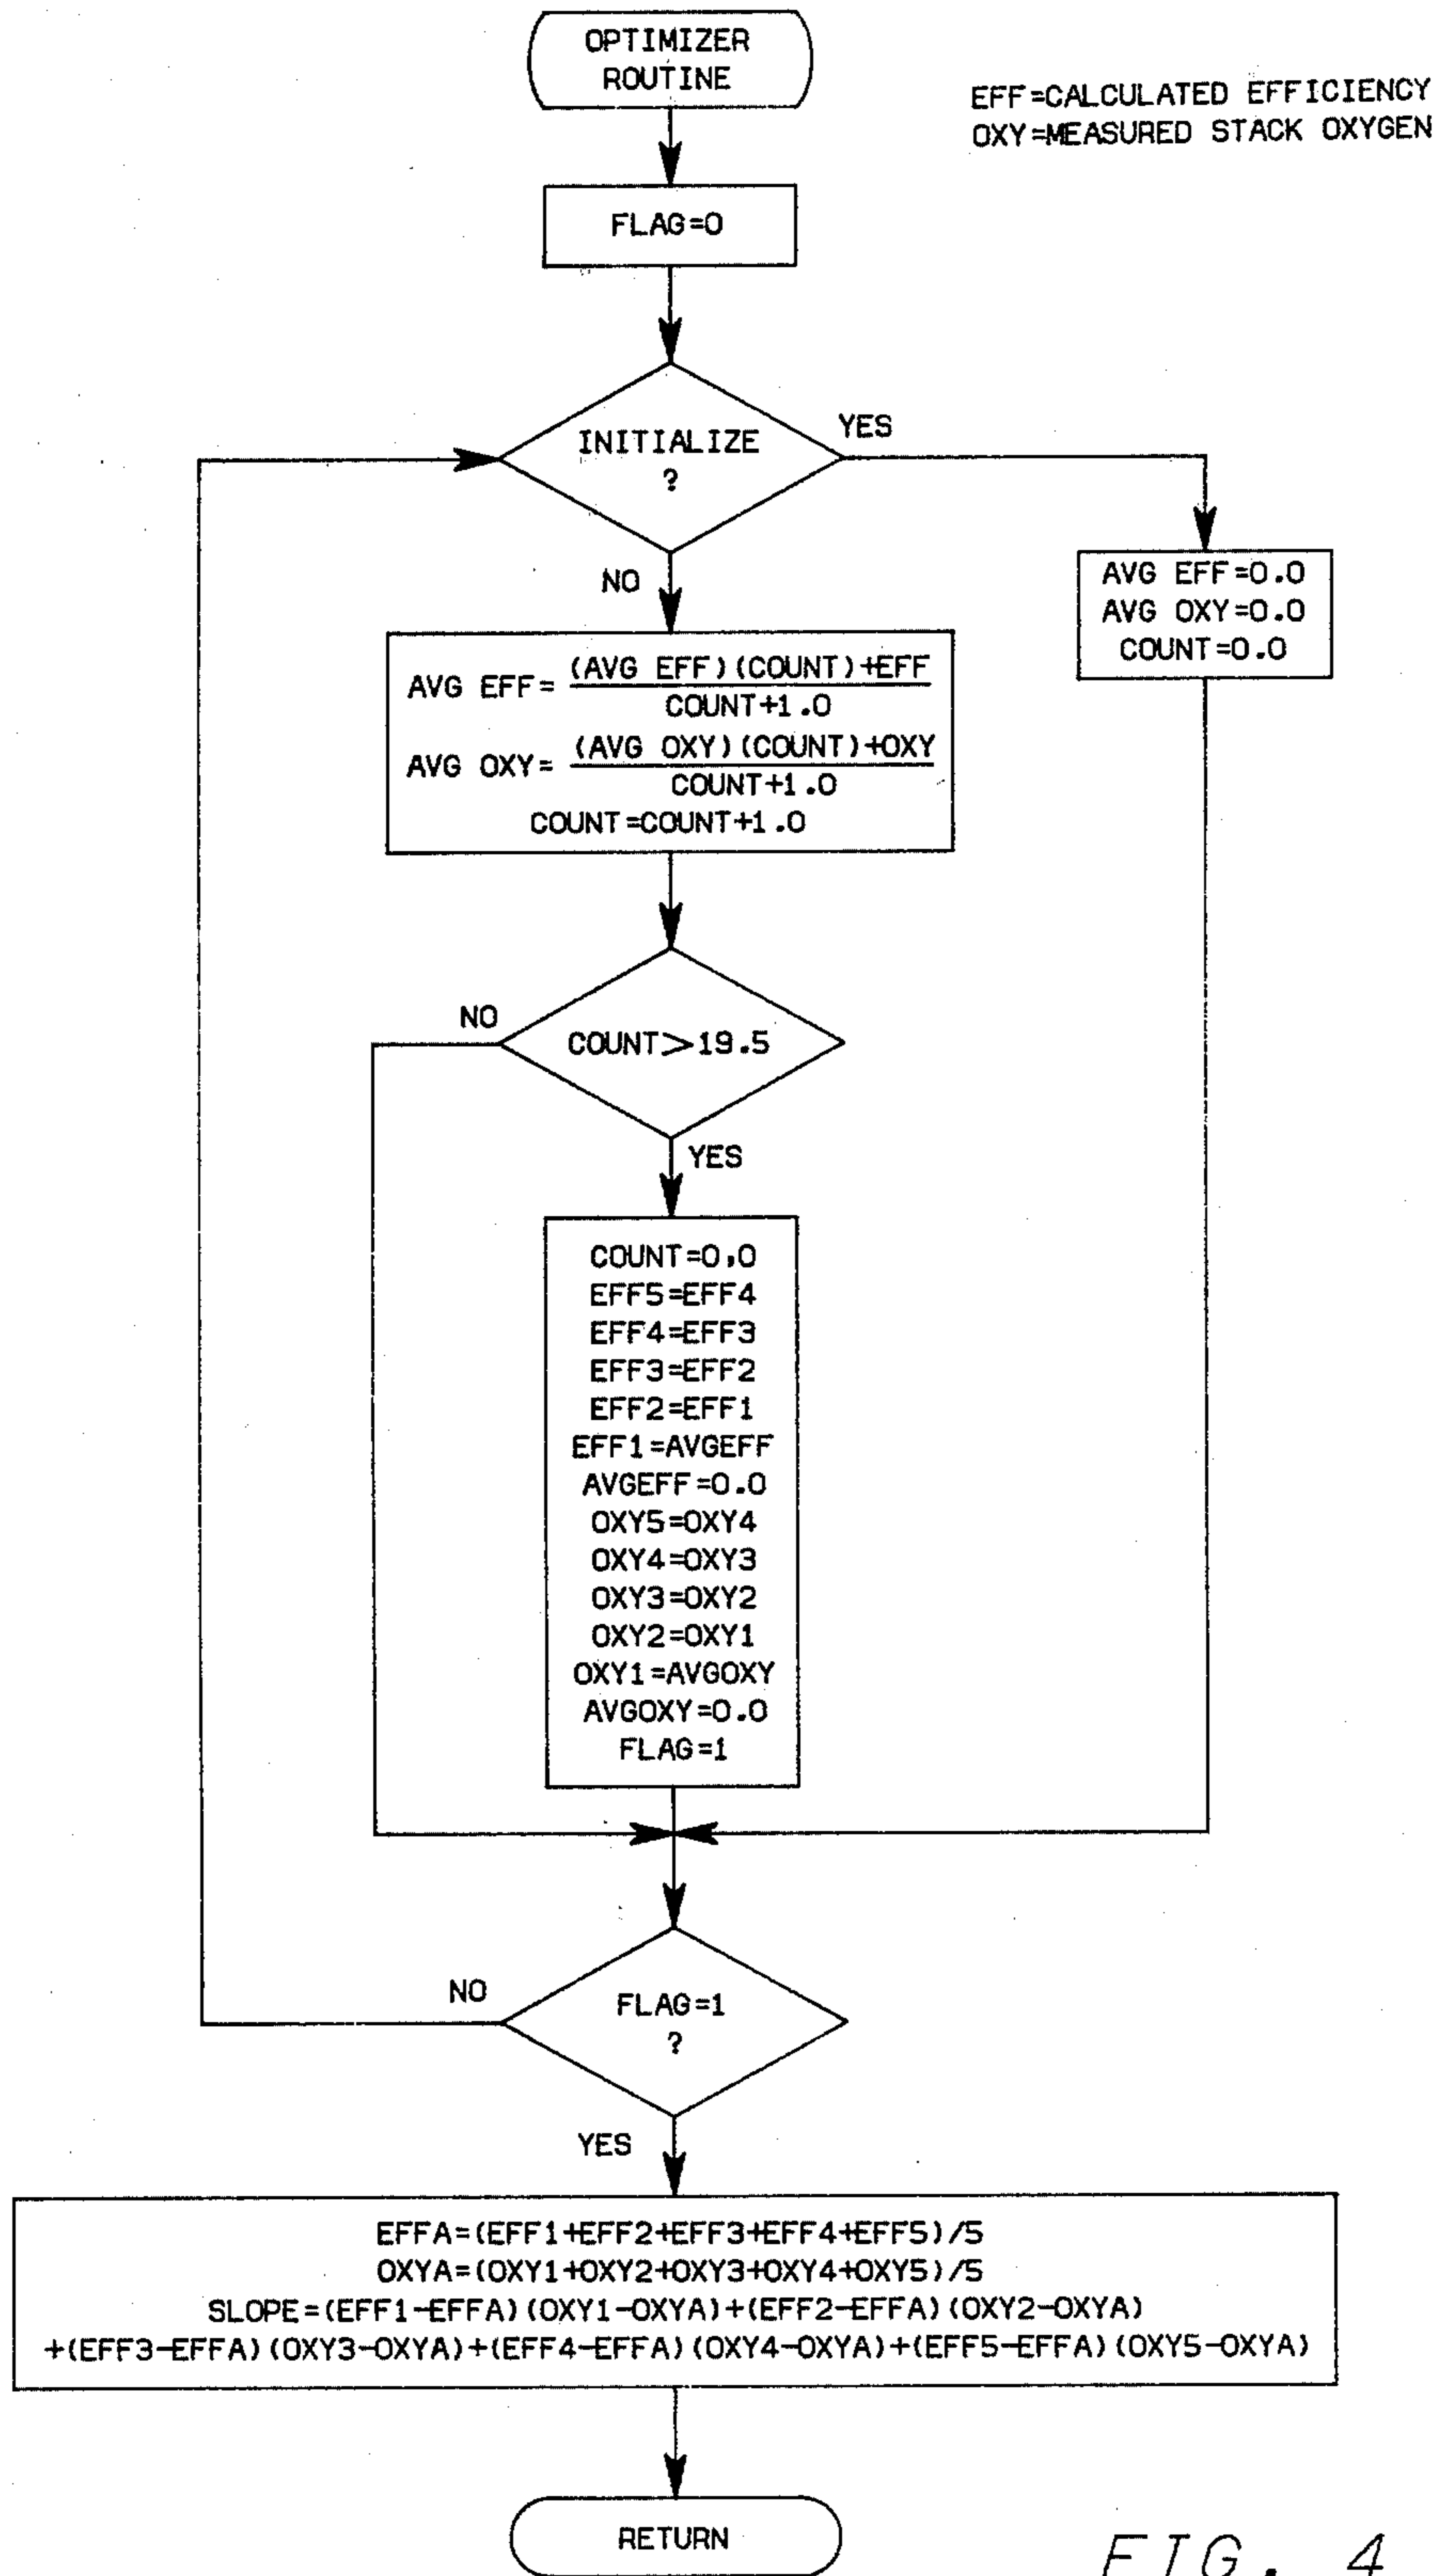 OPTIMIZER
ROUTINE
EFF=CALCULATED EFFICIENCY
OXY=MEASURED STACK OXYGEN
FLAG=0
INITIALIZE
?
YES
NO
AVG EFF=0.0
AVG OXY=0.0
COUNT=0.0
AVG EFF= (AVG EFF)(COUNT)+EFF
COUNT+1.0
AVG OXY= (AVG OXY)(COUNT)+OXY
COUNT+1.0
COUNT=COUNT+1.0
NO
COUNT>19.5
YES
COUNT=0,0
EFF5=EFF4
EFF4=EFF3
EFF3=EFF2
EFF2=EFF1
EFF1=AVGEFF
AVGEFF=0.0
OXY5=OXY4
OXY4=OXY3
OXY3=OXY2
OXY2=OXY1
OXY1=AVGOXY
AVGOXY=0.0
FLAG=1
NO
FLAG=1
?
YES
EFFA=(EFF1+EFF2+EFF3+EFF4+EFF5)/5
OXYA=(OXY1+OXY2+OXY3+OXY4+OXY5)/5
SLOPE=(EFF1-EFFA)(OXY1-OXYA)+(EFF2-EFFA)(OXY2-OXYA)
+(EFF3-EFFA)(OXY3-OXYA)+(EFF4-EFFA)(OXY4-OXYA)+(EFF5-EFFA)(OXY5-OXYA)
RETURN
FIG. 4